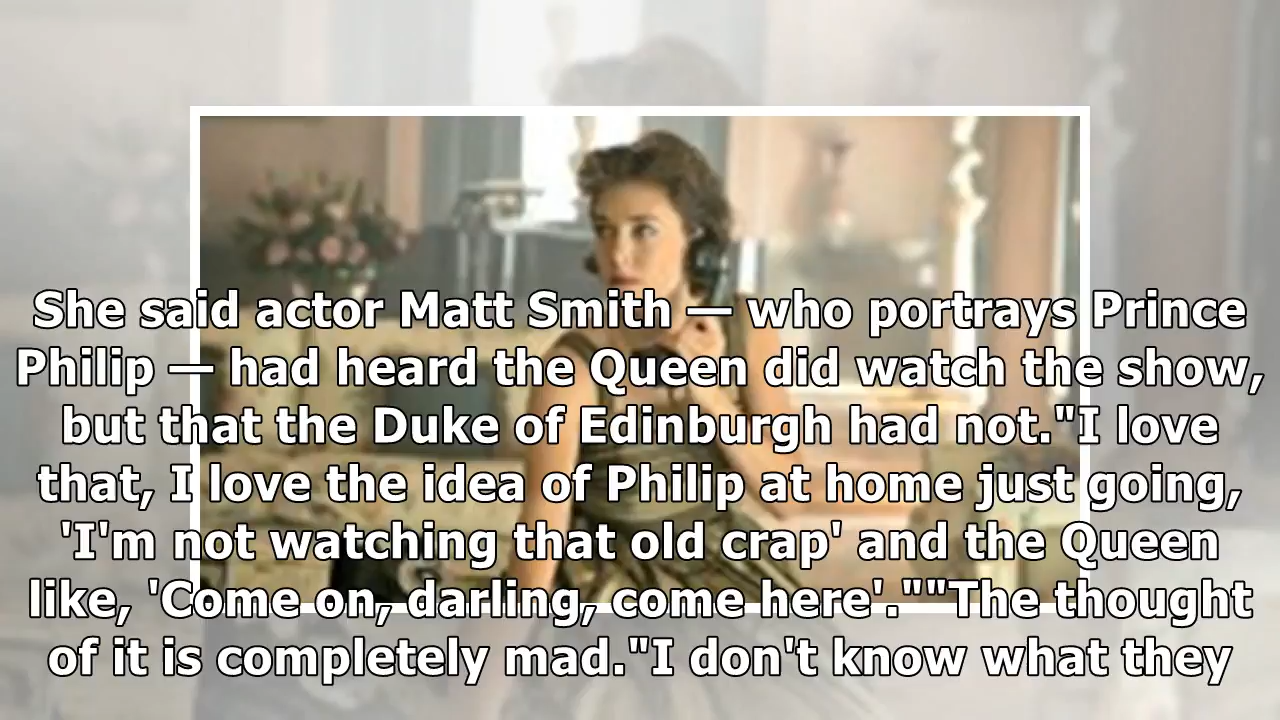 She said actor Matt Smith — who portrays Prince
Philip — had heard the Queen did watch the show,
but that the Duke of Edinburgh had not."I love
that, I love the idea of Philip at home just going,
'I'm not watching that old crap' and the Queen
like, 'Come on, darling, come here'.""The thought
of it is completely mad."I don't know what they